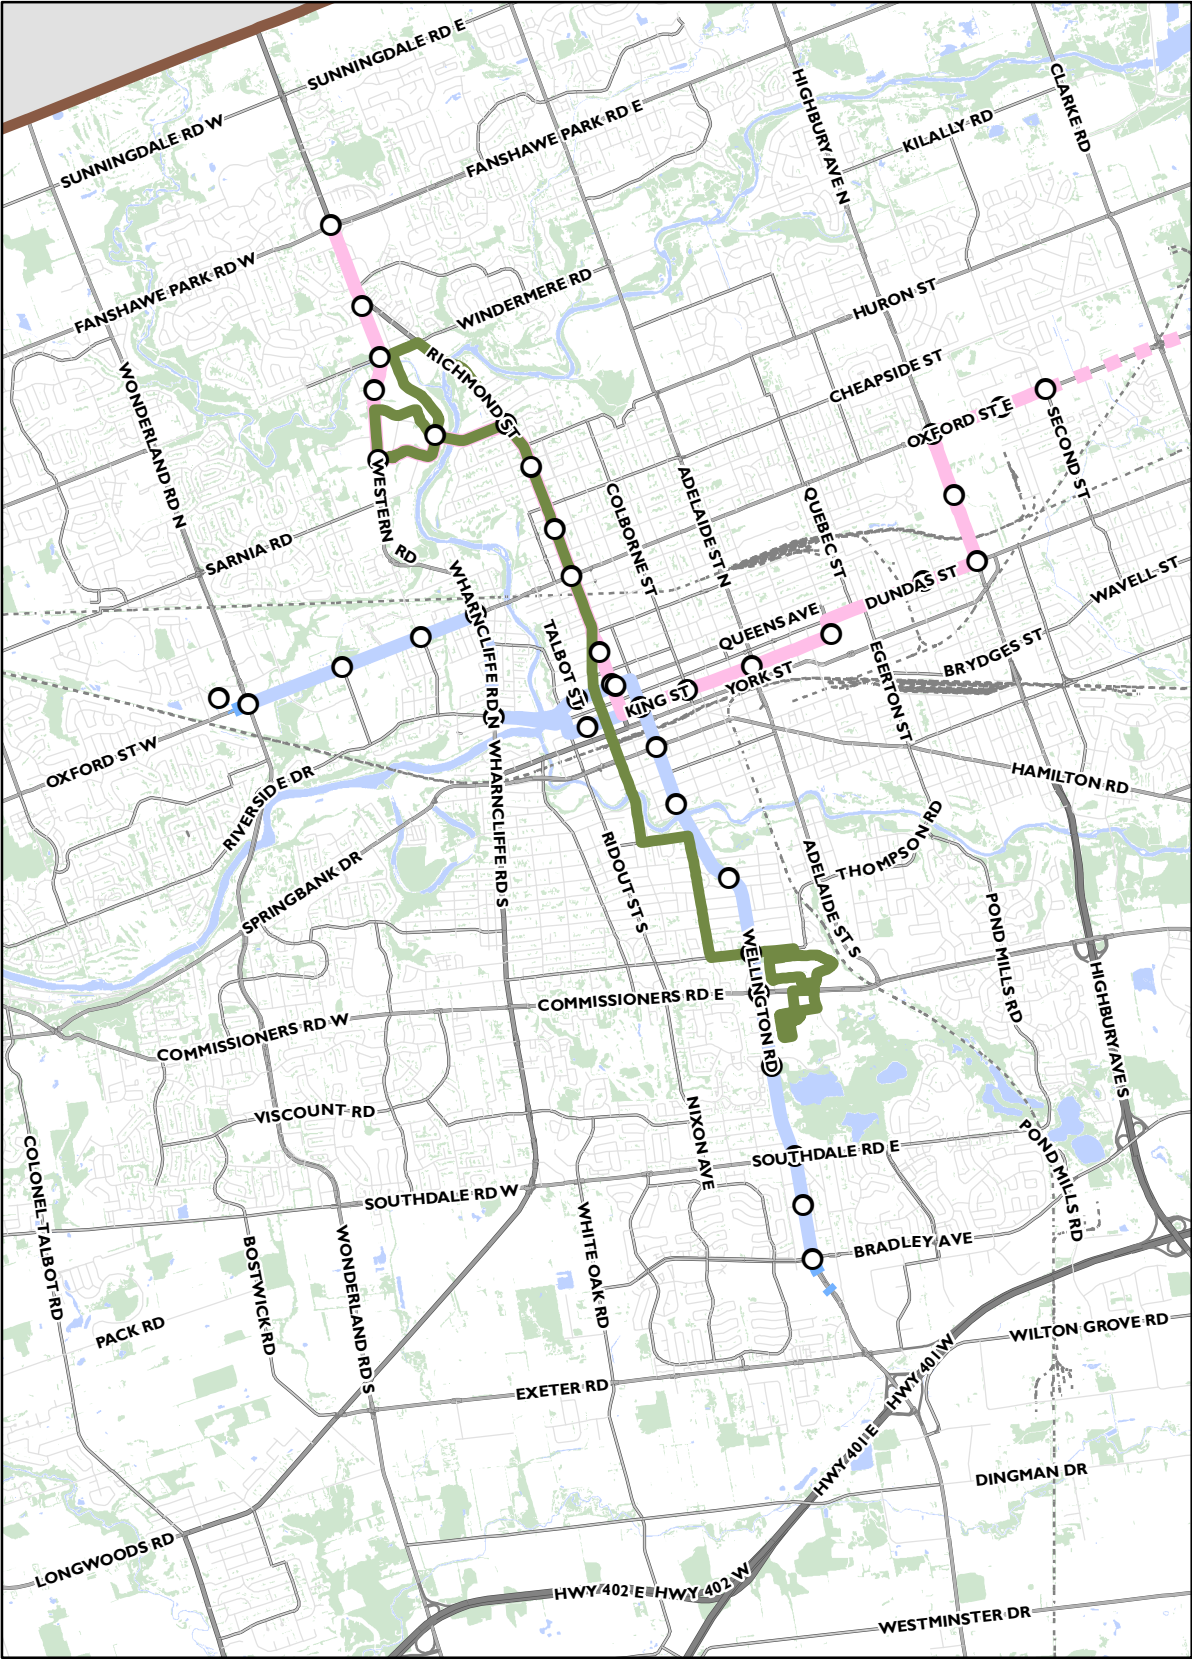 SUNNINGDALE RD E
SUNNINGDALE RD W
FANSHAWE PARK RD E
HIGHBURY AVE N
CLARKE RD
KILALLY RD
FANSHAWE PARK RD W
WINDERMERE RD
HURON ST
RICHMOND ST
CHEAPSIDE ST
WONDERLAND RD N
OXFORD ST E
SECOND ST
WESTERN RD
COLBORNE ST
ADELAIDE ST N
QUEBEC ST
SARNIA RD
WHARNCLIFFE RD N
TALBOT ST
QUEENS AVE
DUNDAS ST
WAVELL ST
EGERTON ST
BRYDGES ST
KING ST
YORK ST
OXFORD ST W
RIVERSIDE DR
WHARNCLIFFE RD S
HAMILTON RD
SPRINGBANK DR
RIDOUT ST S
ADELAIDE ST S
THOMPSON RD
POND MILLS RD
WELLINGTON RD
HIGHBURY AVE S
COMMISSIONERS RD E
COMMISSIONERS RD W
VISCOUNT RD
NIXON AVE
POND MILLS RD
SOUTHDALE RD E
SOUTHDALE RD W
COLONEL TALBOT RD
BOSTWICK RD
WONDERLAND RD S
WHITE OAK RD
BRADLEY AVE
PACK RD
WILTON GROVE RD
HWY 401 W
EXETER RD
HWY 401 E
DINGMAN DR
LONGWOODS RD
HWY 402 E
HWY 402 W
WESTMINSTER DR